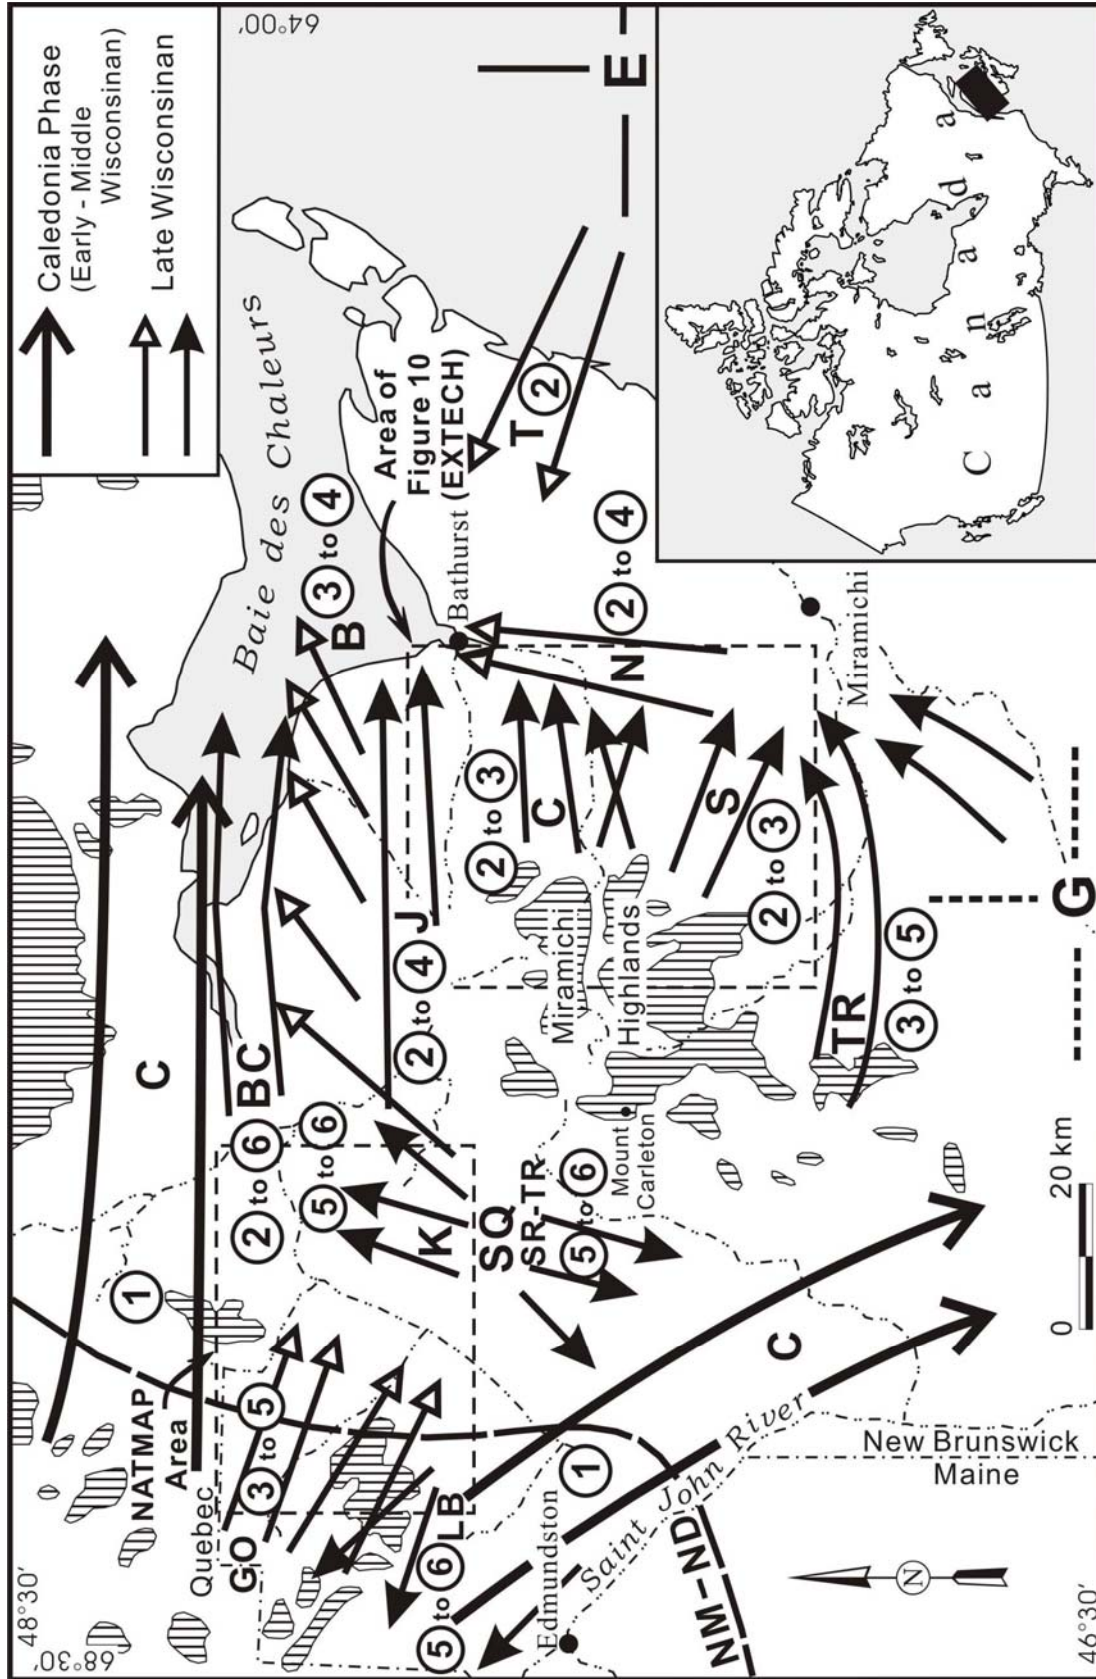 48°30′
68°30′
64°00′
46°30′
Caledonia Phase
(Early - Middle
Wisconsinan)
Late Wisconsinan
NATMAP
Area
Quebec
1
C
Baie des Chaleurs
GO
3 to 5
BC
2 to 6
5 to 6
B
3 to 4
Area of
Figure 10
(EXTECH)
Bathurst
J
2 to 4
K
LB
5 to 6
SQ
SR-TR
5 to 6
2 to 3
C
T 2
N
2 to 4
E
Miramichi
Highlands
Mount
Carleton
S
2 to 3
Edmundston
1
Saint John River
NM-ND
C
New Brunswick
Maine
TR
3 to 5
Miramichi
G
N
0 20 km
Canada